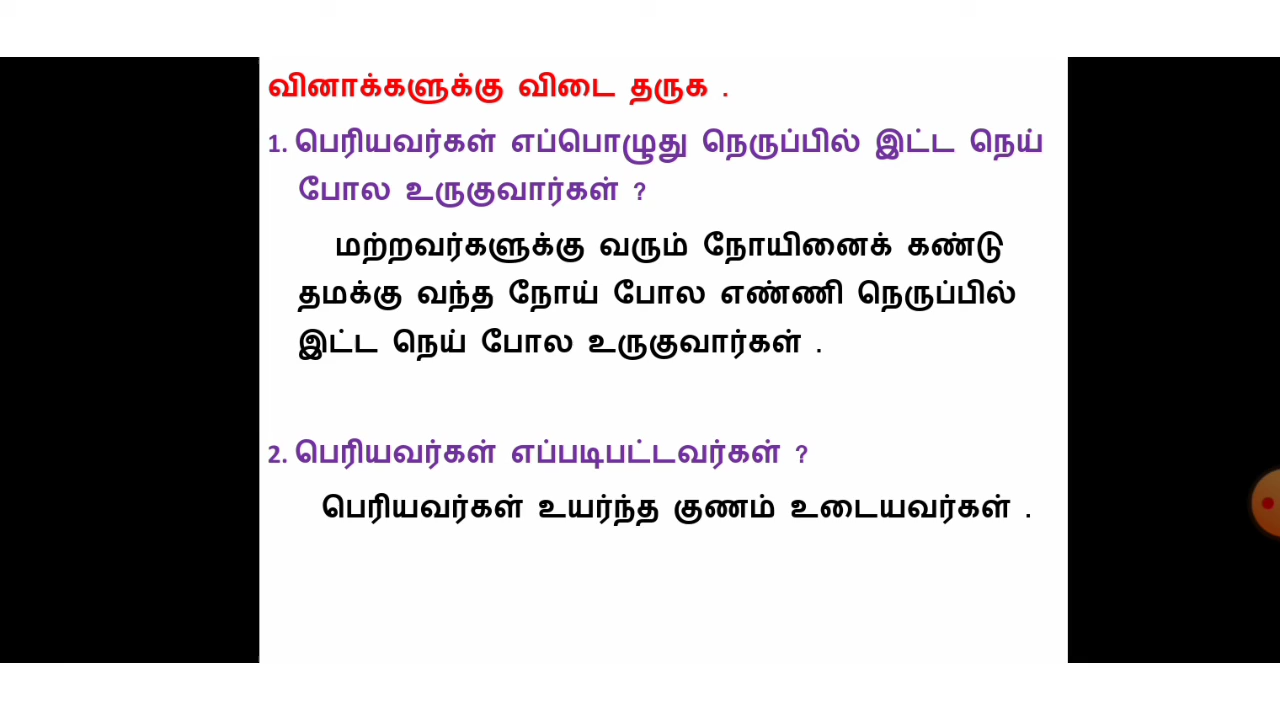 வினாக்களுக்கு விடை தருக .
1. பெரியவர்கள் எப்பொழுது நெருப்பில் இட்ட நெய்
போல உருகுவார்கள் ?
மற்றவர்களுக்கு வரும் நோயினைக் கண்டு
தமக்கு வந்த நோய் போல எண்ணி நெருப்பில்
இட்ட நெய் போல உருகுவார்கள் .
2. பெரியவர்கள் எப்படிபட்டவர்கள் ?
பெரியவர்கள் உயர்ந்த குணம் உடையவர்கள் .